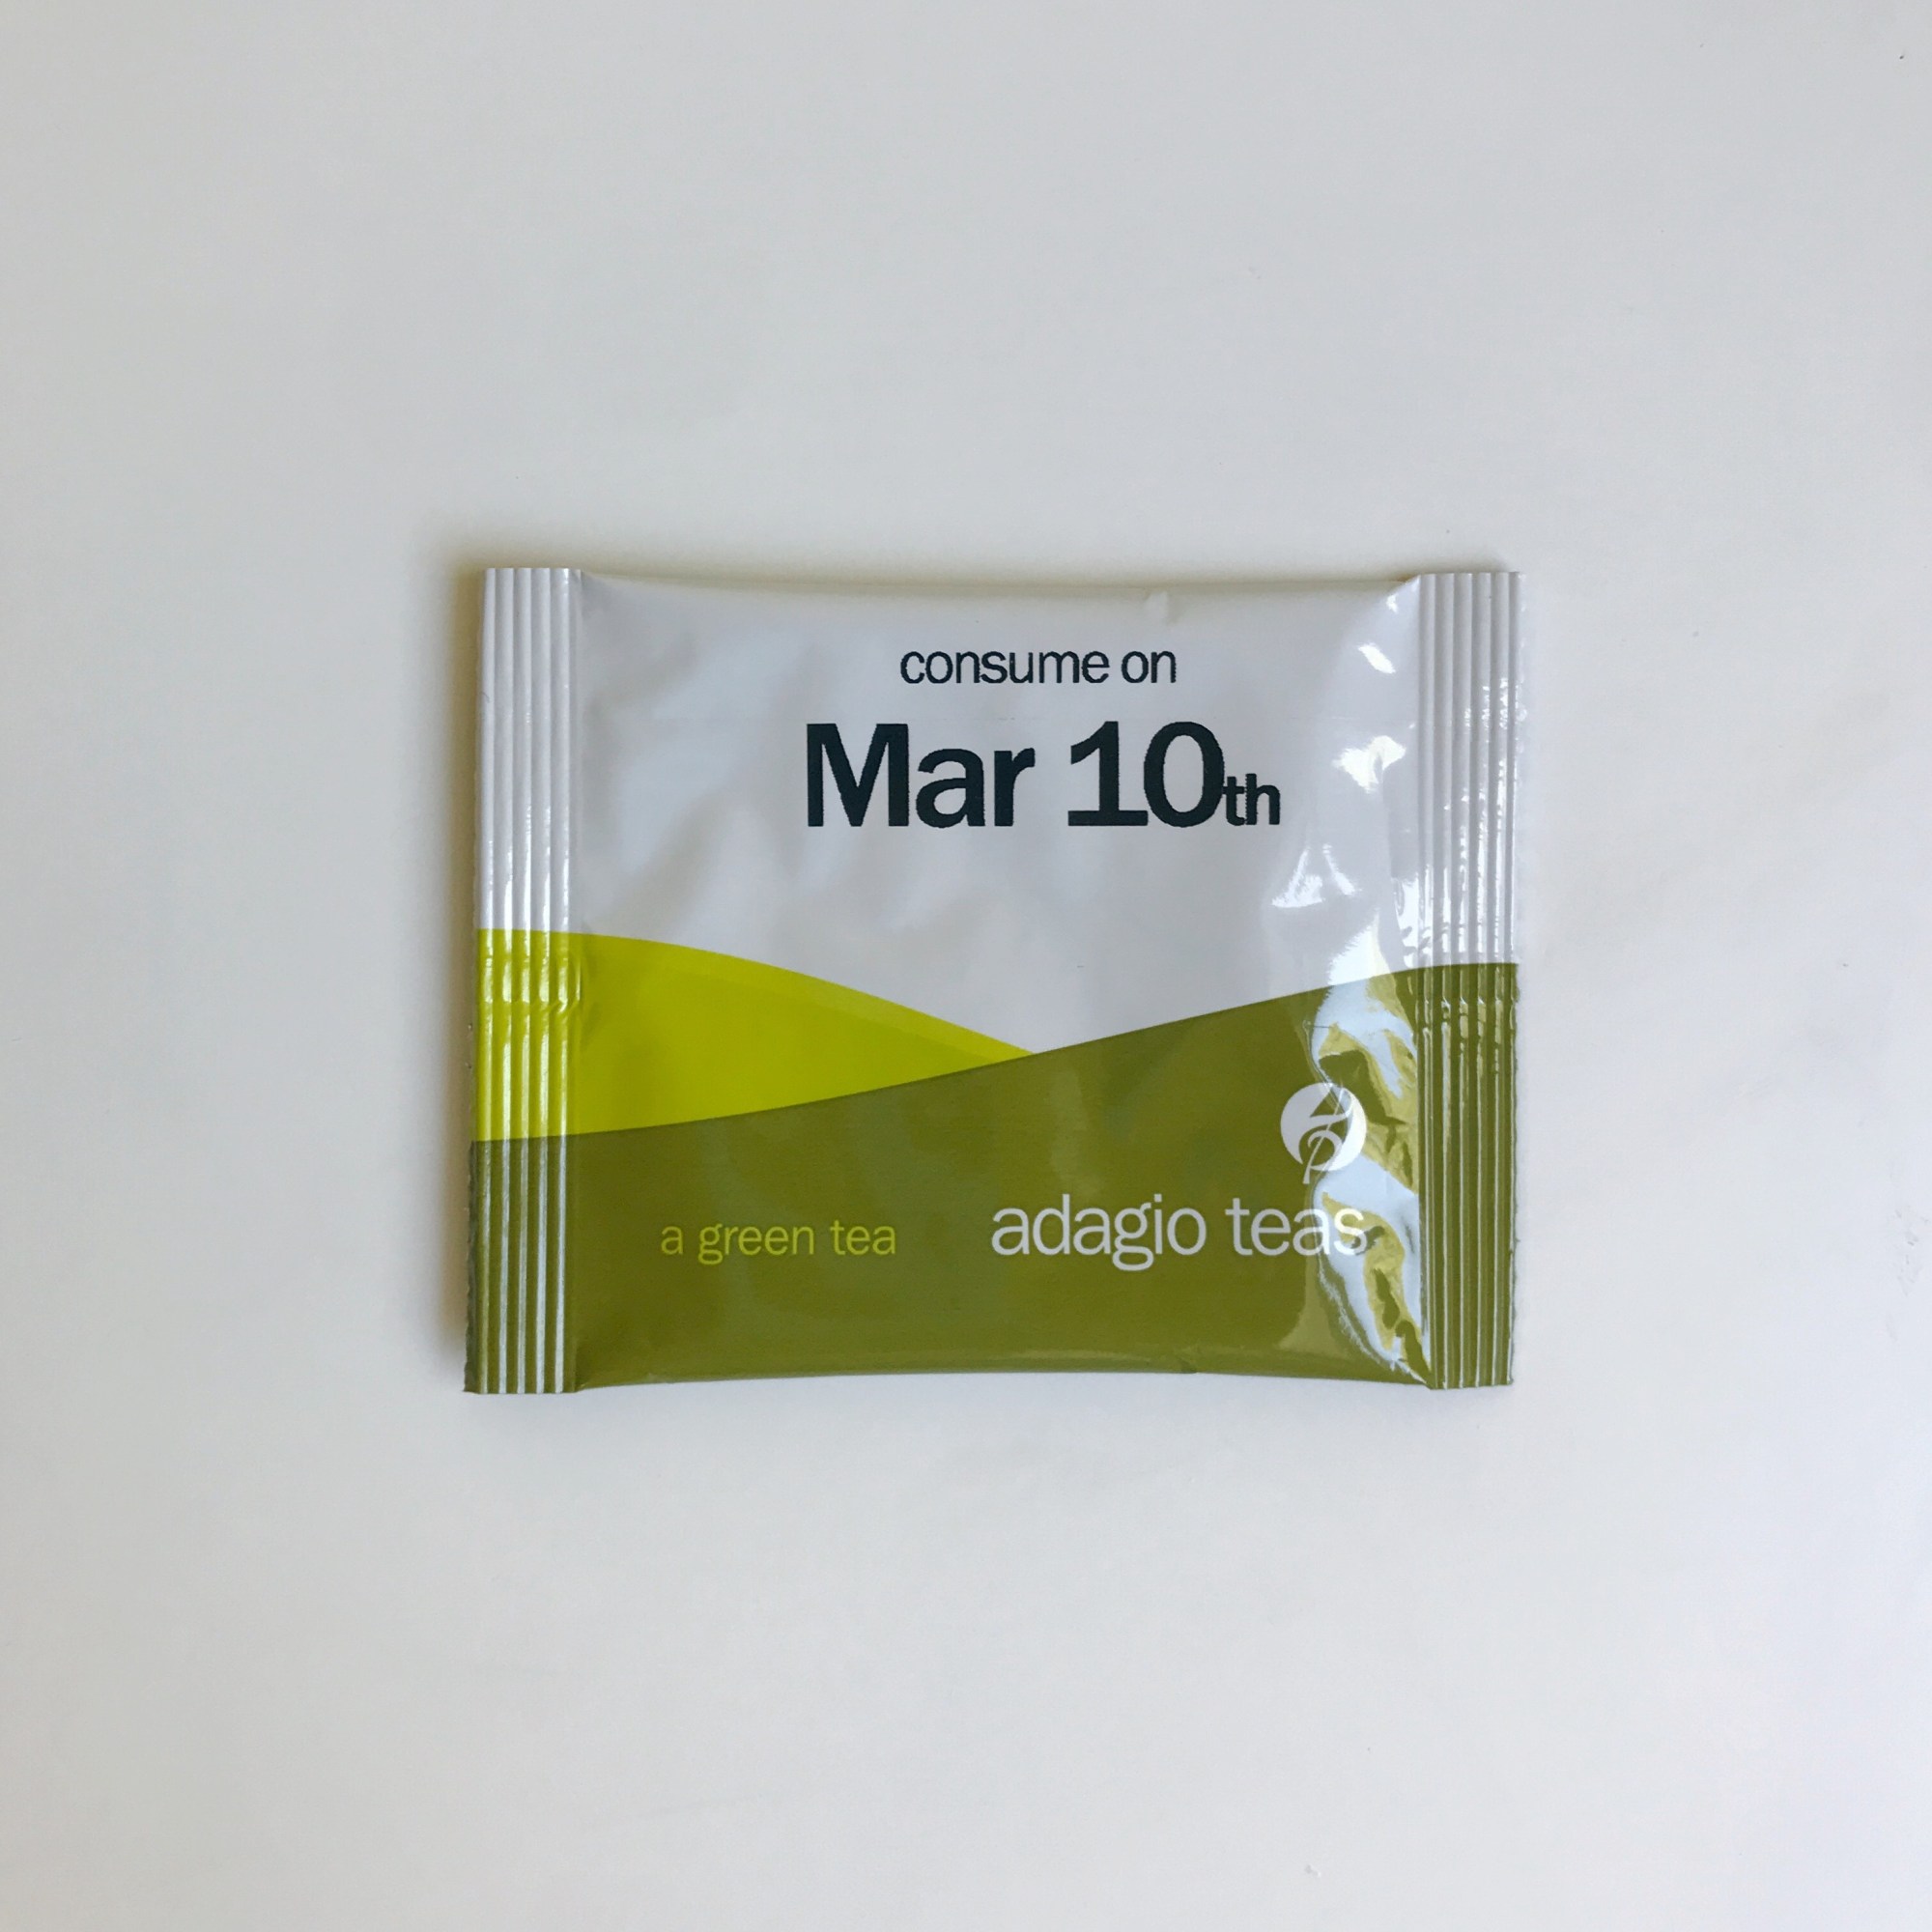 consume on
Mar 10th
a green tea
adagio teas